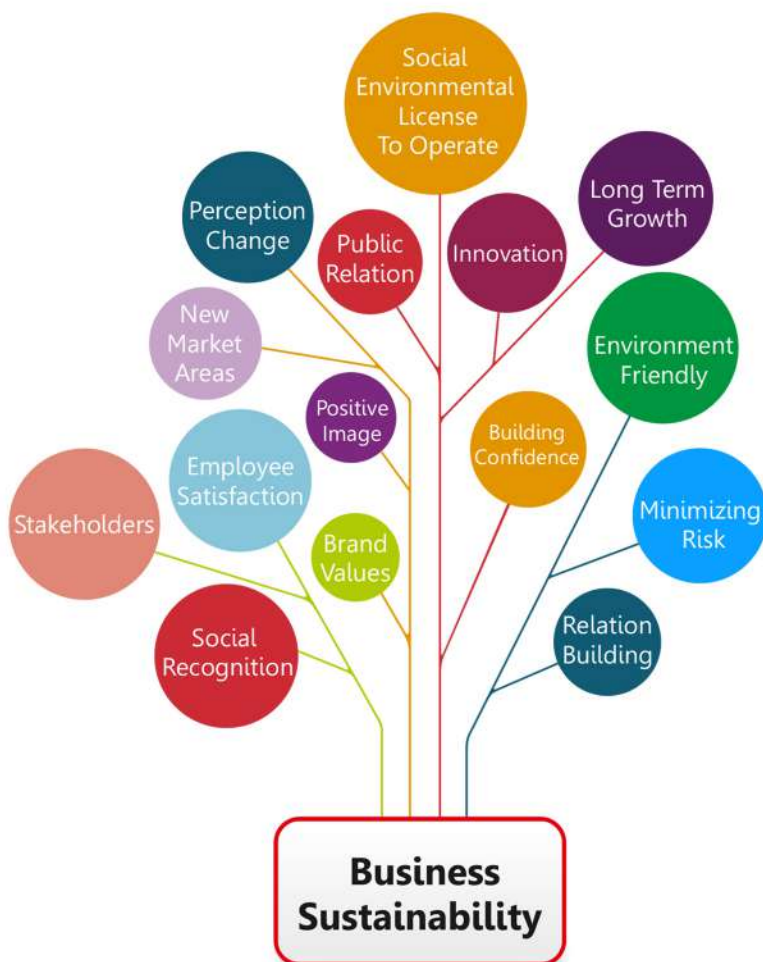 Social
Environmental
License
To Operate
Perception
Change
Public
Relation
Innovation
Long Term
Growth
New
Market
Areas
Environment
Friendly
Positive
Image
Building
Confidence
Employee
Satisfaction
Stakeholders
Minimizing
Risk
Brand
Values
Social
Recognition
Relation
Building
Business
Sustainability